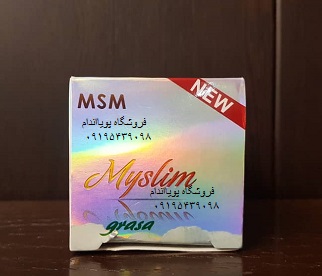 MSM
NEW
فروشگاه پویااندام
۰۹۱۹۵۴۳۹۰۹۸
Myslim
فروشگاه پویااندام
۰۹۱۹۵۴۳۹۰۹۸
grasa